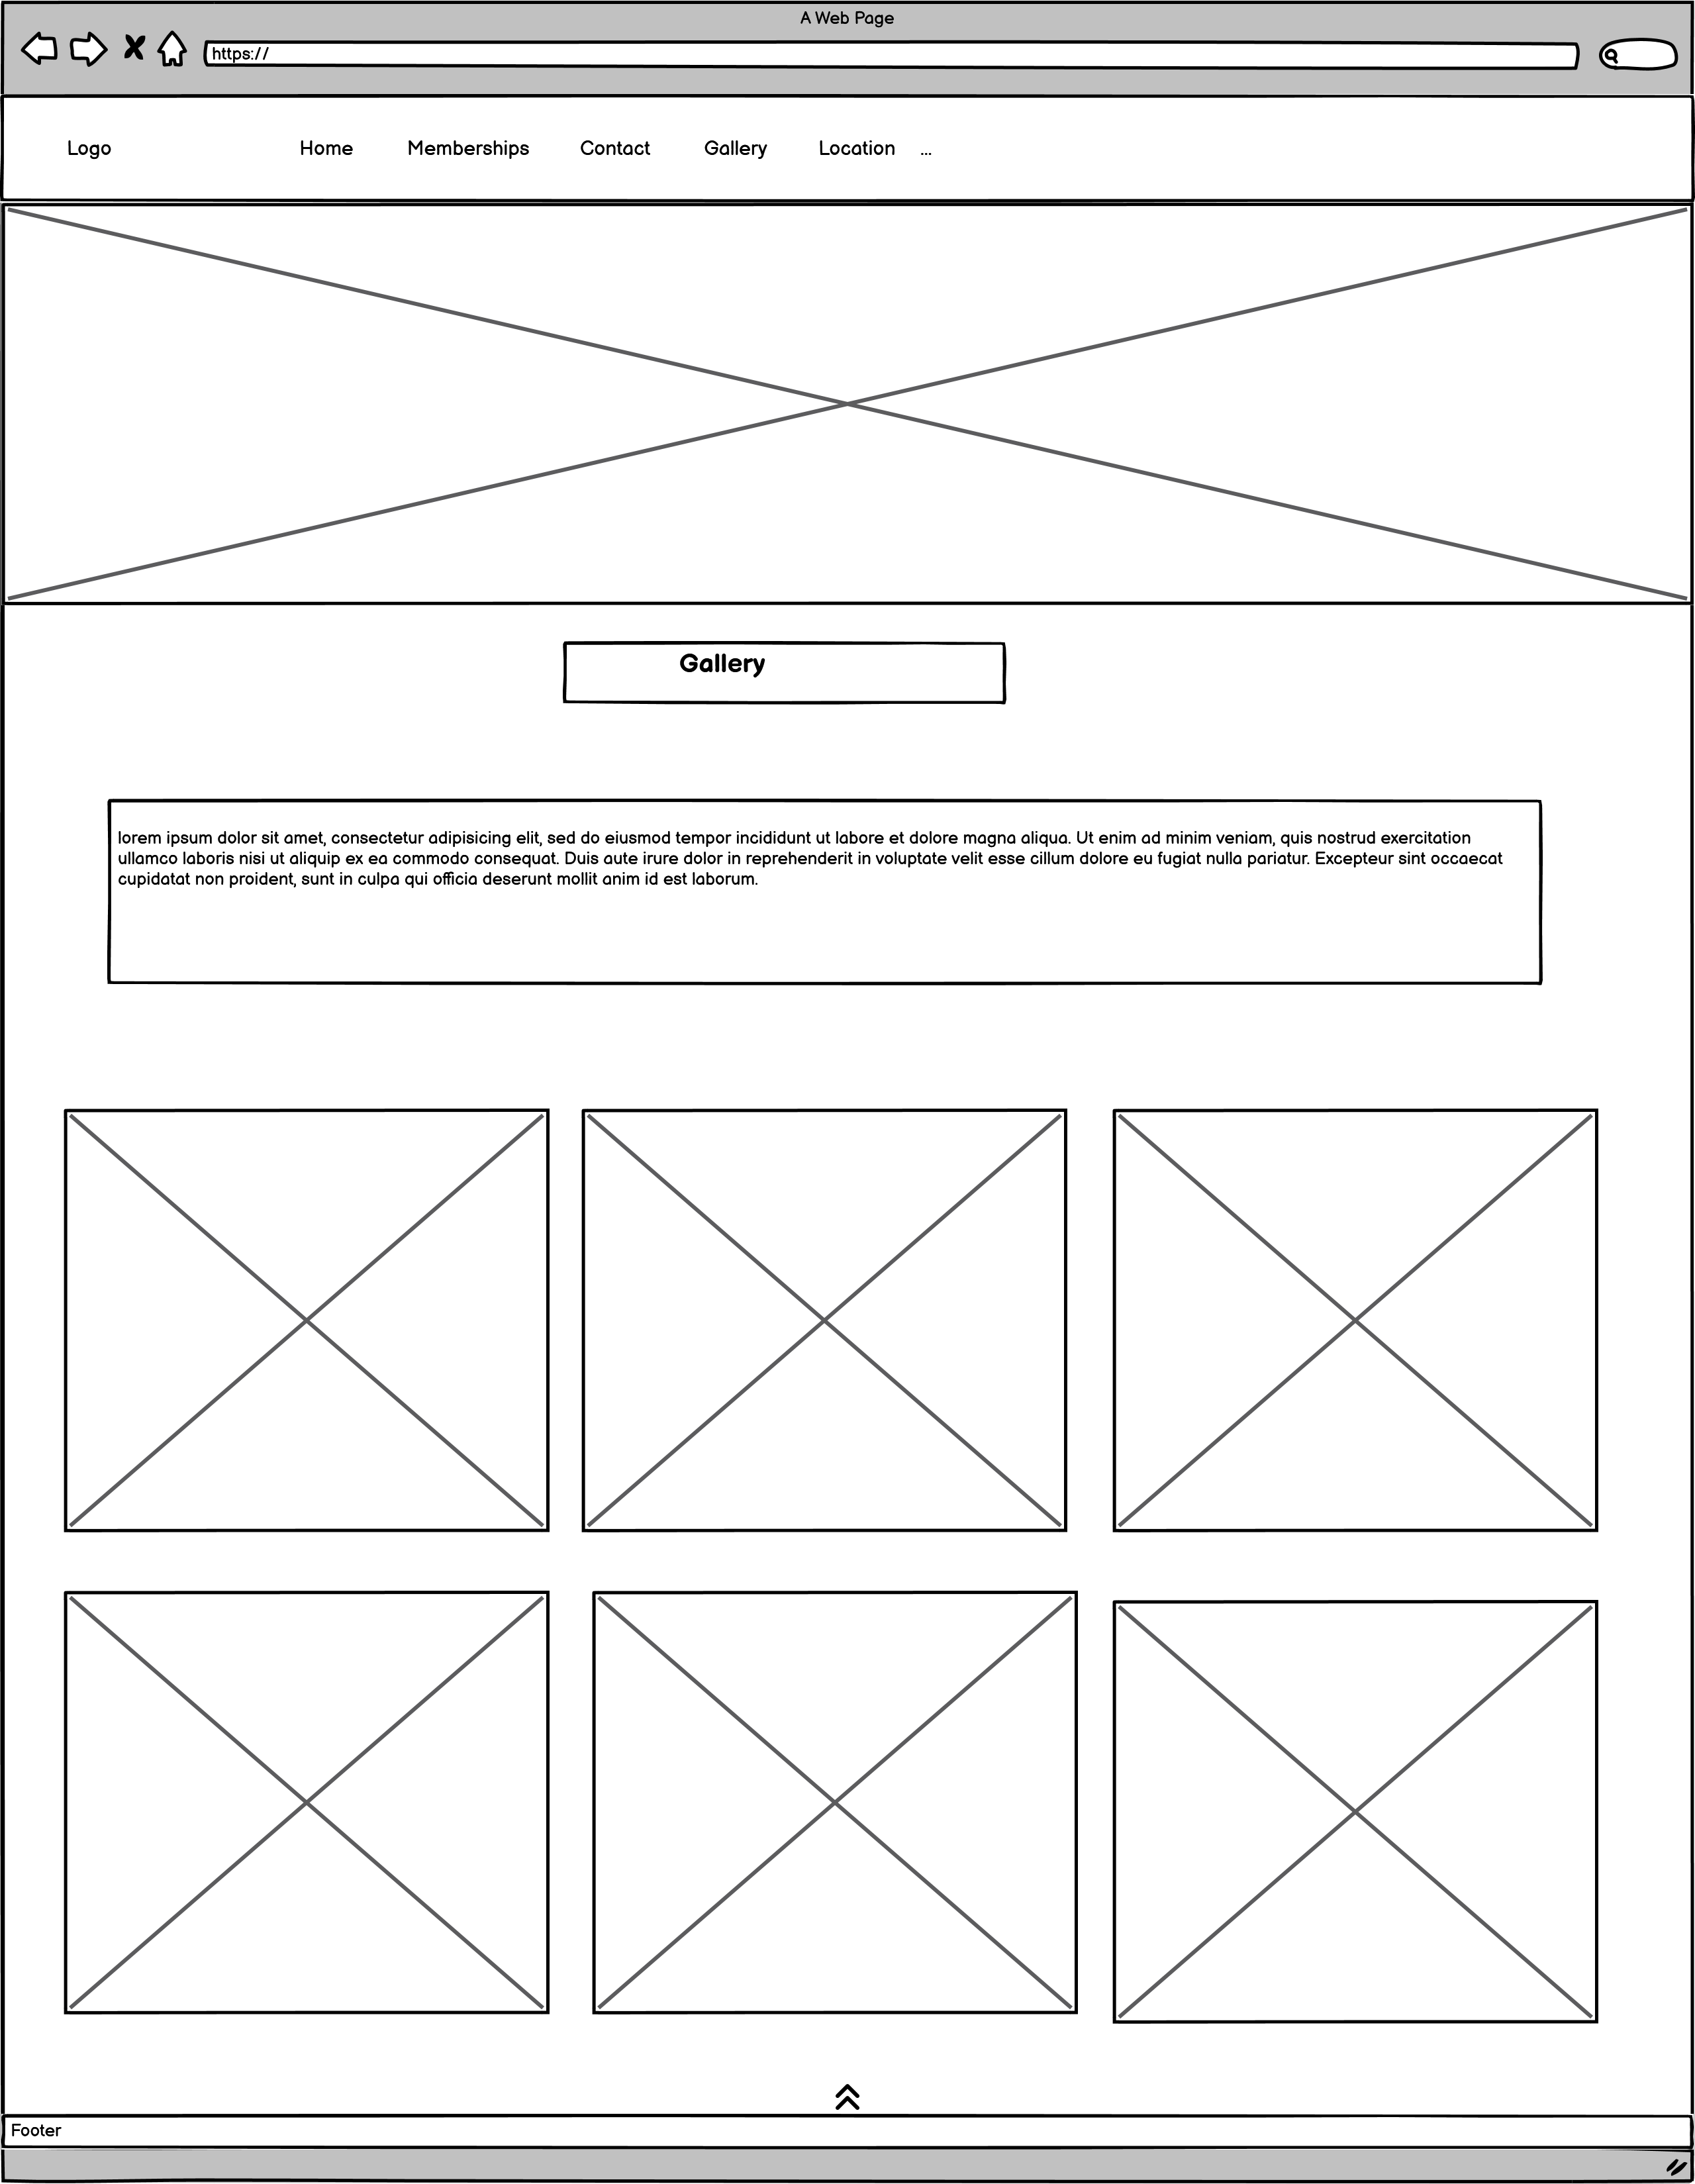 A Web Page
https://
Logo Home Memberships Contact Gallery Location ...
Gallery
lorem ipsum dolor sit amet, consectetur adipisicing elit, sed do eiusmod tempor incididunt ut labore et dolore magna aliqua. Ut enim ad minim veniam, quis nostrud exercitation
ullamco laboris nisi ut aliquip ex ea commodo consequat. Duis aute irure dolor in reprehenderit in voluptate velit esse cillum dolore eu fugiat nulla pariatur. Excepteur sint occaecat
cupidatat non proident, sunt in culpa qui officia deserunt mollit anim id est laborum.
Footer